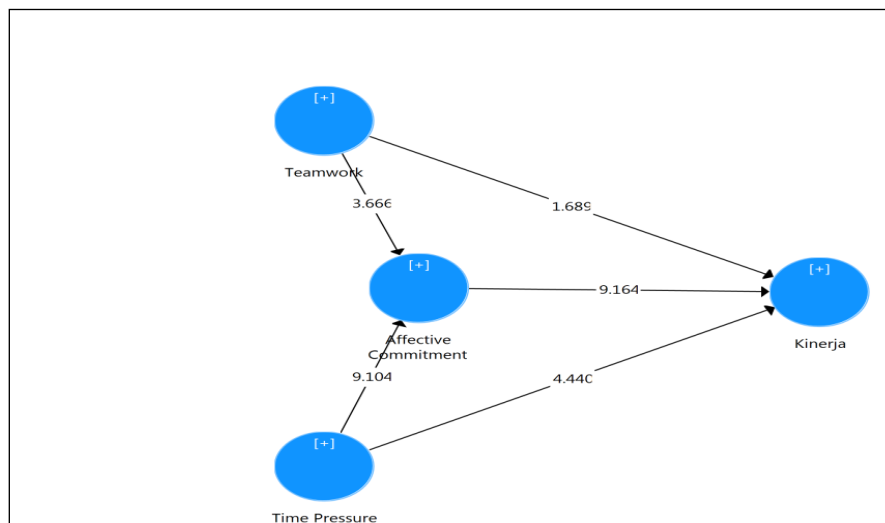 [+]
Teamwork
3.666
1.689
[+]
Affective
Commitment
9.164
[+]
Kinerja
9.104
4.440
[+]
Time Pressure